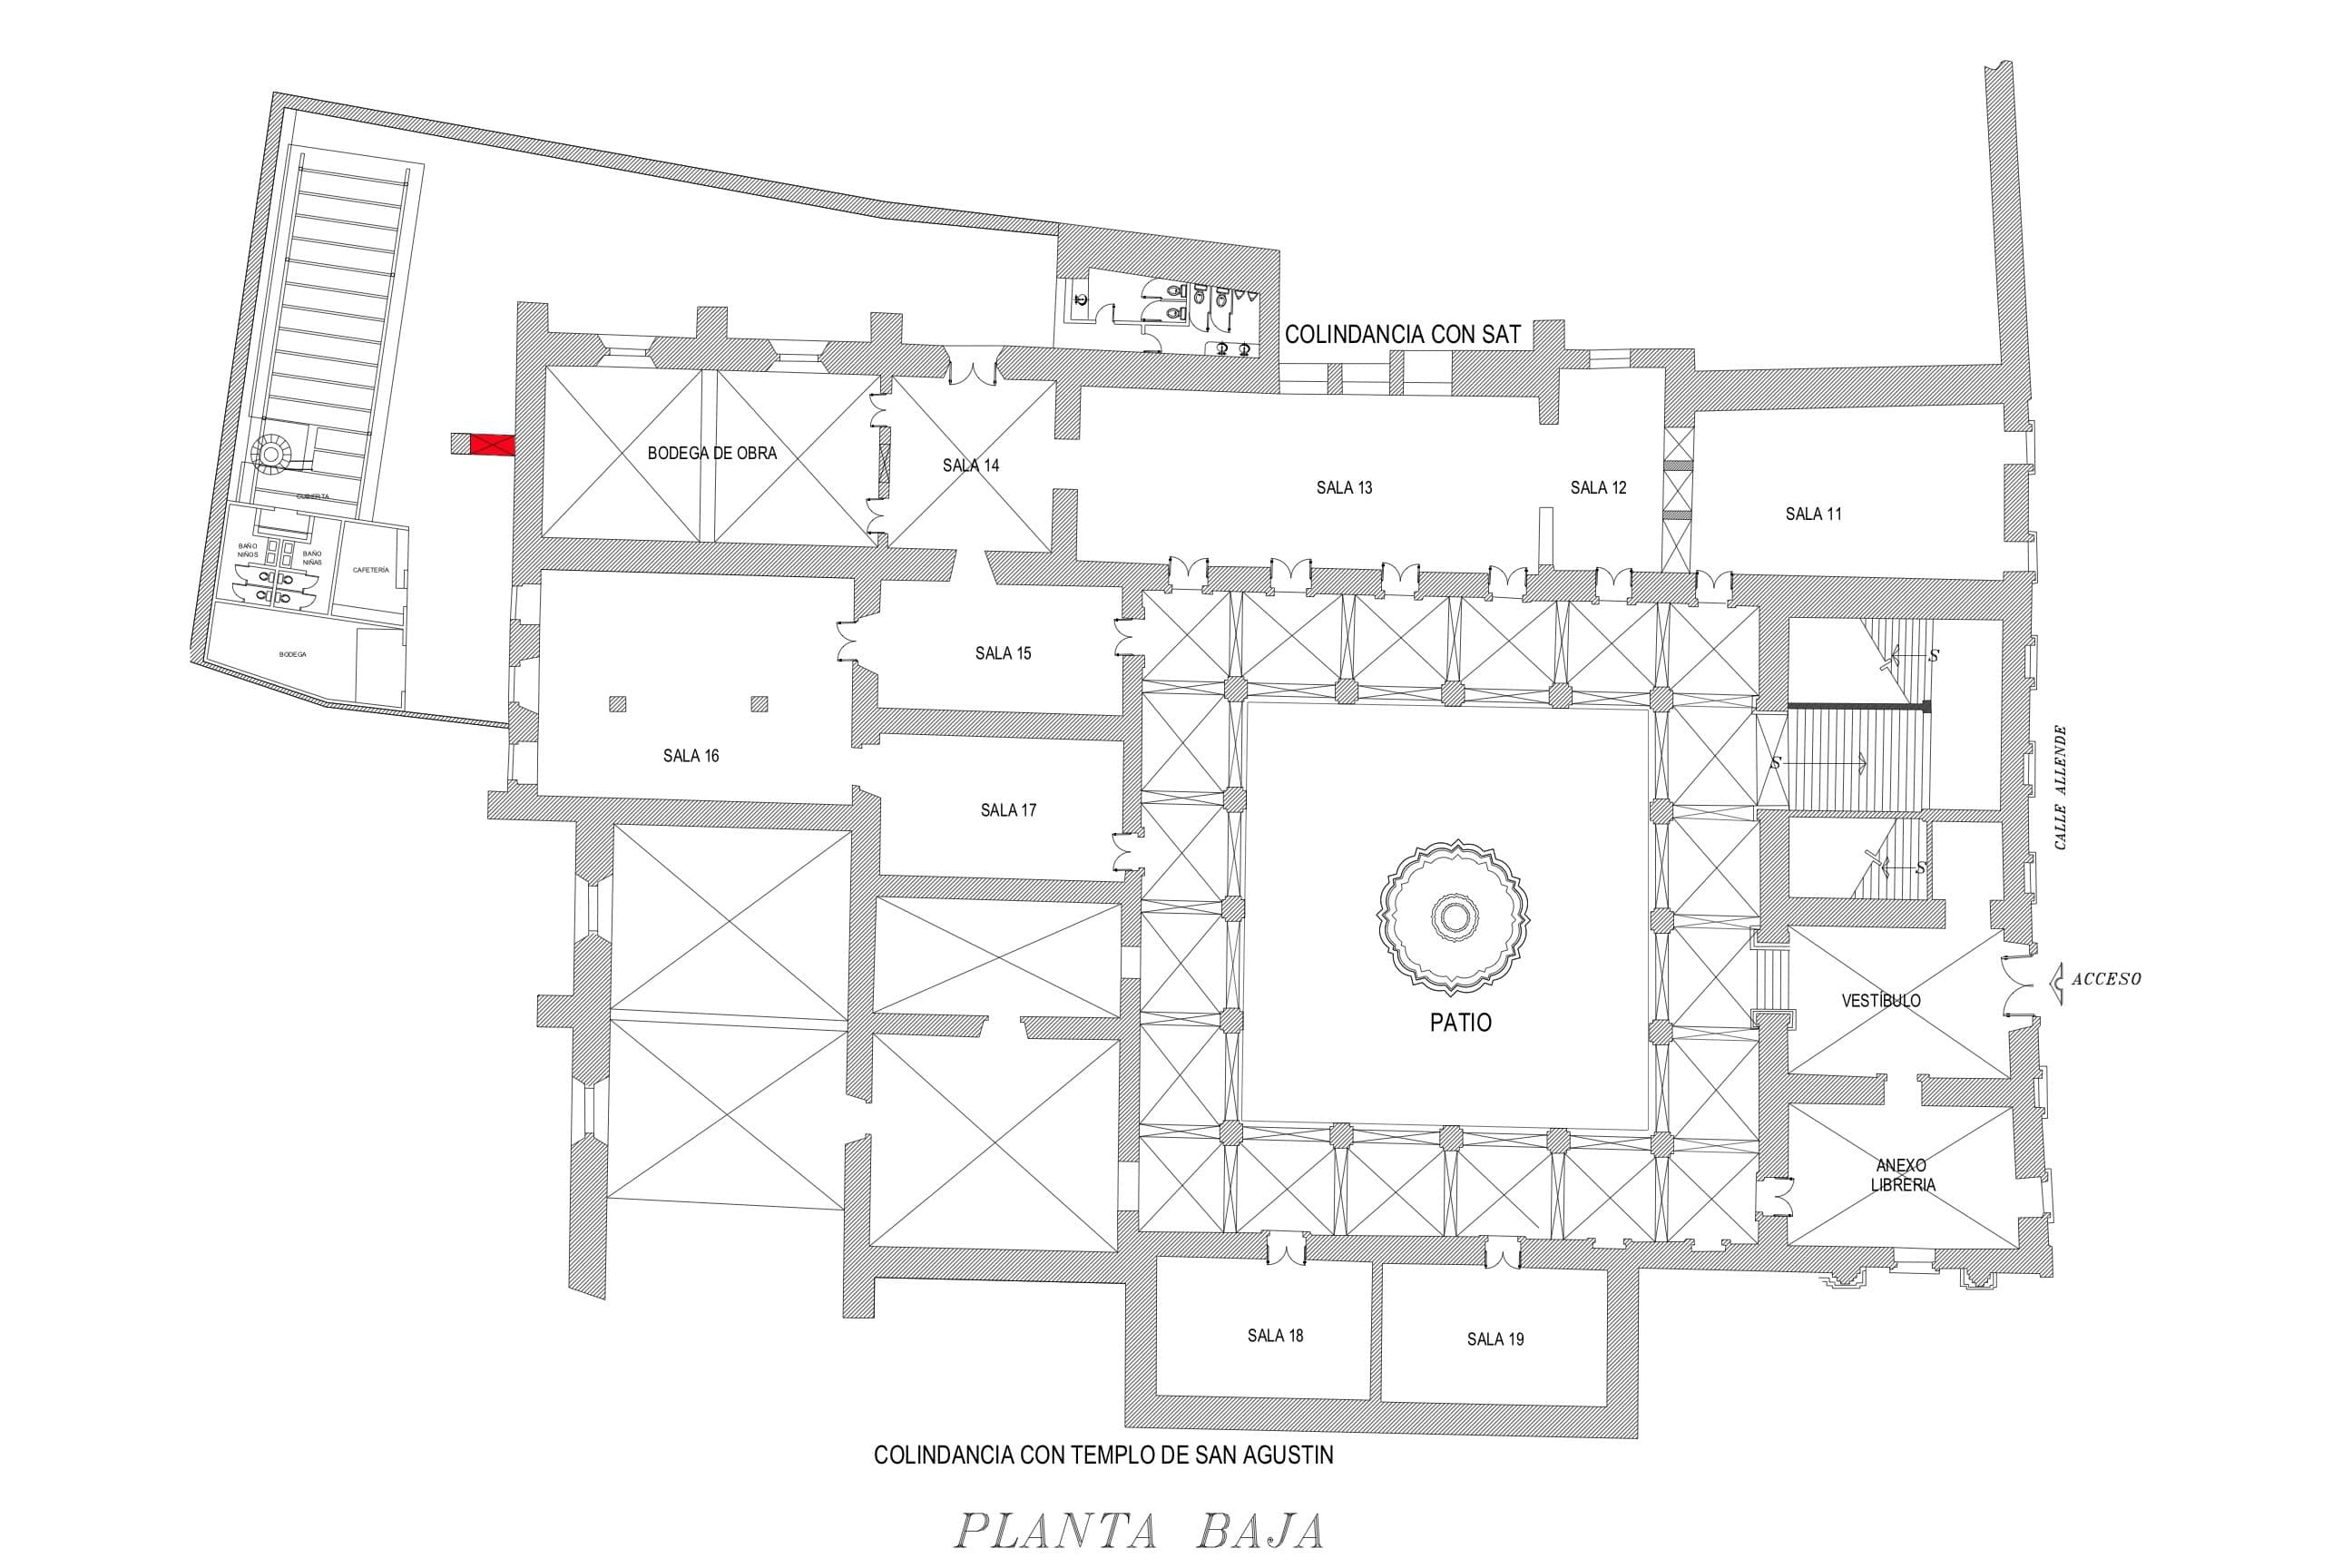 COLINDANCIA CON SAT
BODEGA DE OBRA
SALA 14
SALA 13
SALA 12
SALA 11
CUBIERTA
BAÑO
NIÑOS
BAÑO
NIÑAS
CAFETERÍA
BODEGA
SALA 15
S
SALA 16
S
CALLE ALLENDE
SALA 17
S
ACCESO
VESTÍBULO
PATIO
ANEXO
LIBRERIA
SALA 18
SALA 19
COLINDANCIA CON TEMPLO DE SAN AGUSTIN
PLANTA BAJA